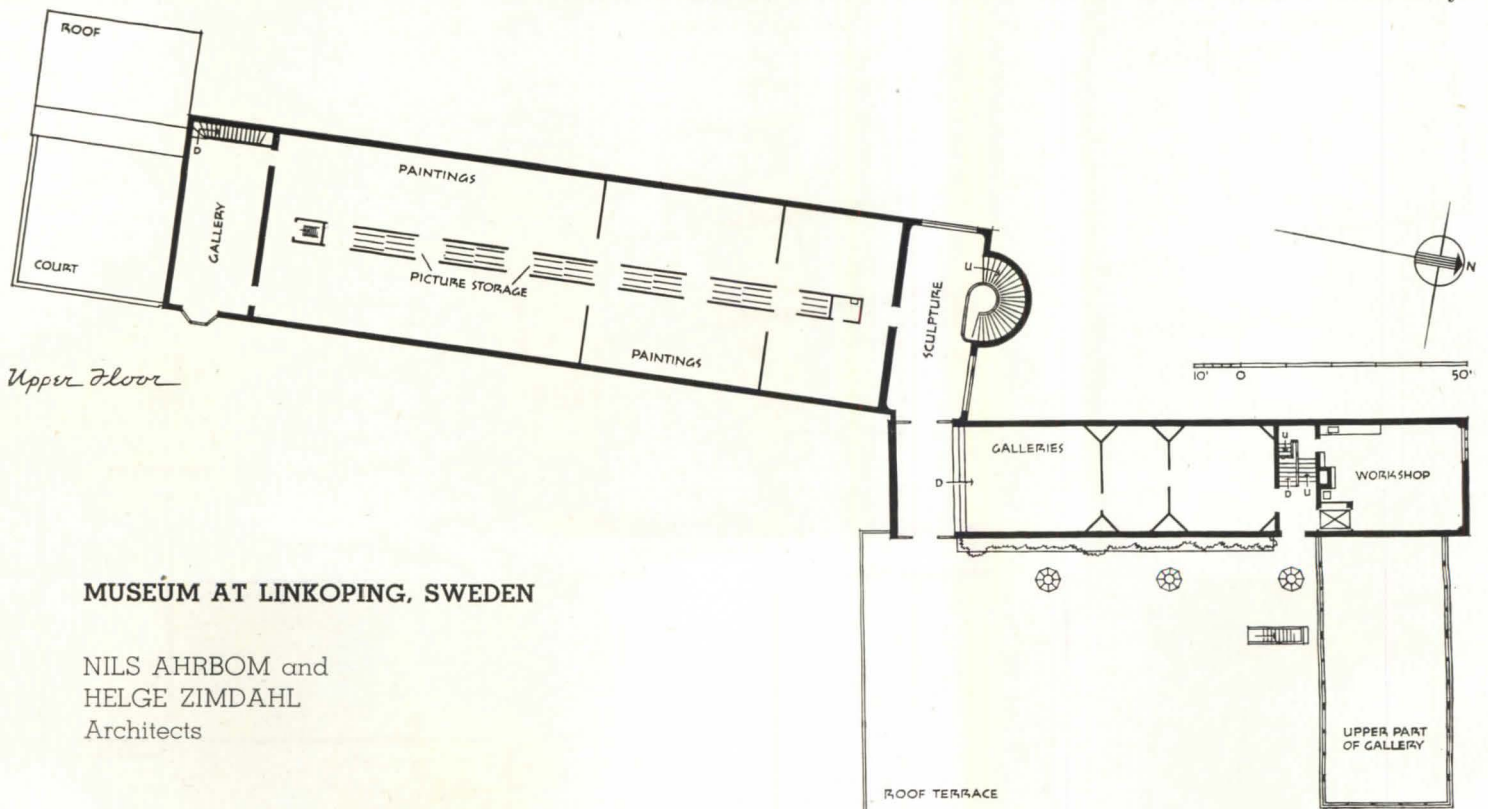 ROOF
COURT
D
GALLERY
PAINTINGS
PICTURE STORAGE
PAINTINGS
SCULPTURE
U
N
10' 0 50'
Upper Floor
GALLERIES
D
U
D U
WORKSHOP
MUSEUM AT LINKOPING, SWEDEN
NILS AHRBOM and
HELGE ZIMDAHL
Architects
UPPER PART
OF GALLERY
ROOF TERRACE